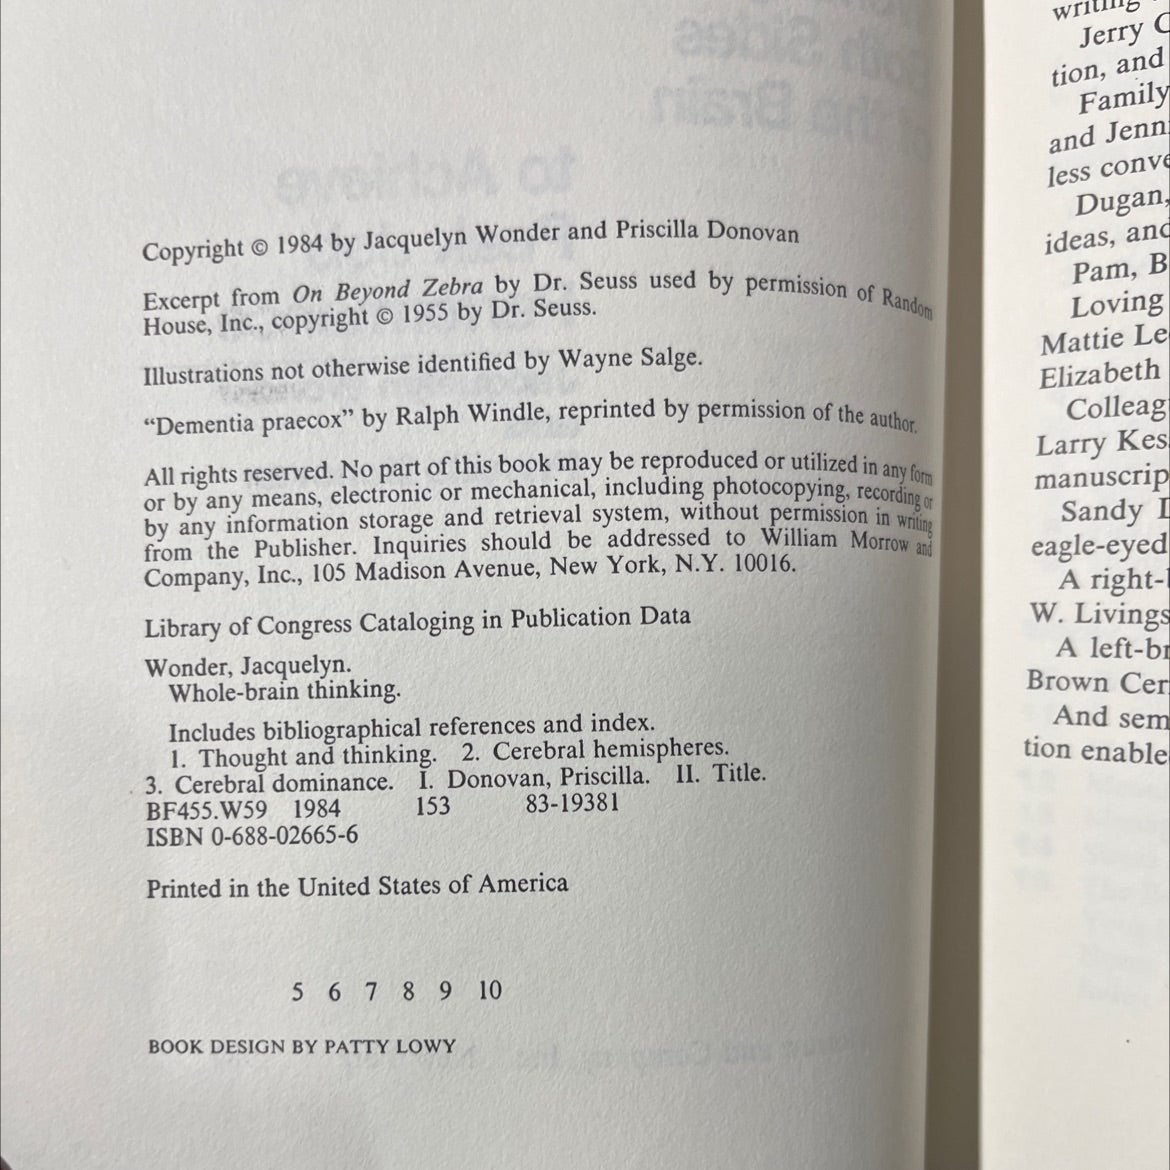 Copyright © 1984 by Jacquelyn Wonder and Priscilla Donovan
Excerpt from On Beyond Zebra by Dr. Seuss used by permission of Random
House, Inc., copyright © 1955 by Dr. Seuss.
Illustrations not otherwise identified by Wayne Salge.
“Dementia praecox” by Ralph Windle, reprinted by permission of the author.
All rights reserved. No part of this book may be reproduced or utilized in any form
or by any means, electronic or mechanical, including photocopying, recording or
by any information storage and retrieval system, without permission in writing
from the Publisher. Inquiries should be addressed to William Morrow and
Company, Inc., 105 Madison Avenue, New York, N.Y. 10016.
Library of Congress Cataloging in Publication Data
Wonder, Jacquelyn.
Whole-brain thinking.
Includes bibliographical references and index.
1. Thought and thinking. 2. Cerebral hemispheres.
3. Cerebral dominance. I. Donovan, Priscilla. II. Title.
BF455.W59 1984 153 83-19381
ISBN 0-688-02665-6
Printed in the United States of America
5 6 7 8 9 10
BOOK DESIGN BY PATTY LOWY
writing
Jerry C
tion, and
Family
and Jenni
less conve
Dugan,
ideas, and
Pam, B
Loving
Mattie Le
Elizabeth
Colleag
Larry Kes
manuscrip
Sandy
eagle-eyed
A right-
W. Livings
A left-br
Brown Cer
And sem
tion enable